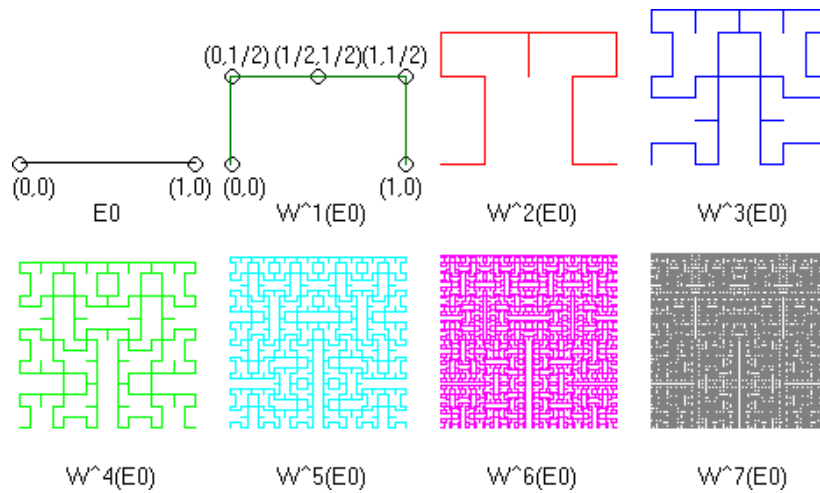 (0,1/2) (1/2,1/2)(1,1/2)
(0,0) (1,0)
E0
(0,0) (1,0)
W^1(E0)
W^2(E0)
W^3(E0)
W^4(E0)
W^5(E0)
W^6(E0)
W^7(E0)